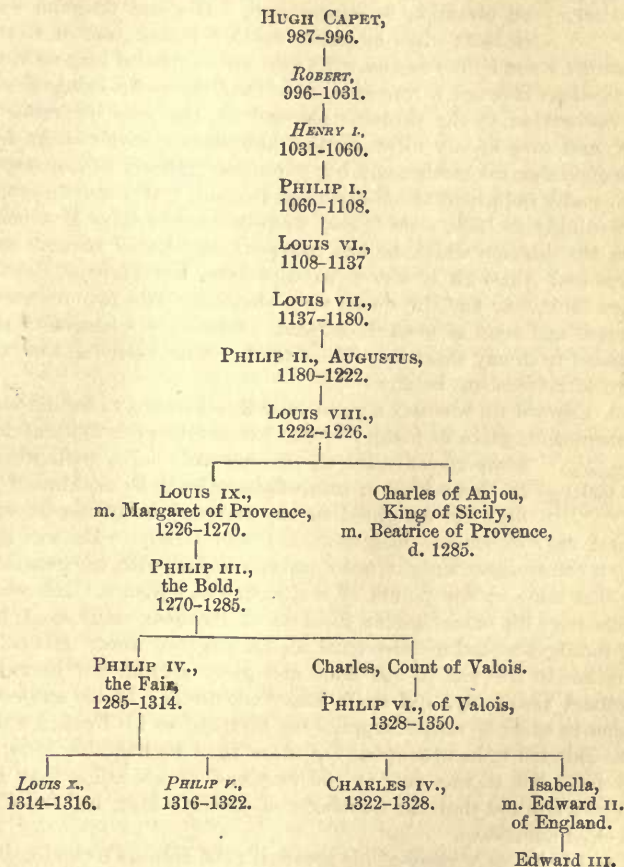 HUGH CAPET,
987–996.
ROBERT,
996–1031.
HENRY I.,
1031–1060.
PHILIP I.,
1060–1108.
LOUIS VI.,
1108–1137
LOUIS VII.,
1137–1180.
PHILIP II., AUGUSTUS,
1180–1222.
LOUIS VIII.,
1222–1226.
LOUIS IX.,
m. Margaret of Provence,
1226–1270.
Charles of Anjou,
King of Sicily,
m. Beatrice of Provence,
d. 1285.
PHILIP III.,
the Bold,
1270–1285.
PHILIP IV.,
the Fair,
1285–1314.
Charles, Count of Valois.
PHILIP VI., of Valois,
1328–1350.
LOUIS X.,
1314–1316.
PHILIP V.,
1316–1322.
CHARLES IV.,
1322–1328.
Isabella,
m. Edward II.
of England.
Edward III.